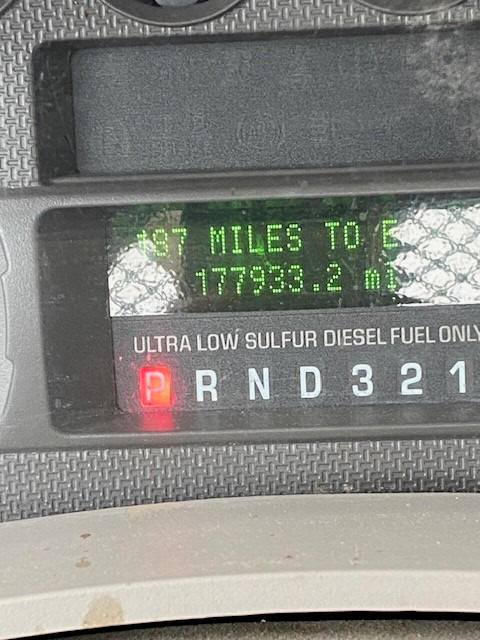 MILES TO E
177933.2 mi
ULTRA LOW SULFUR DIESEL FUEL ONLY
P R N D 3 2 1